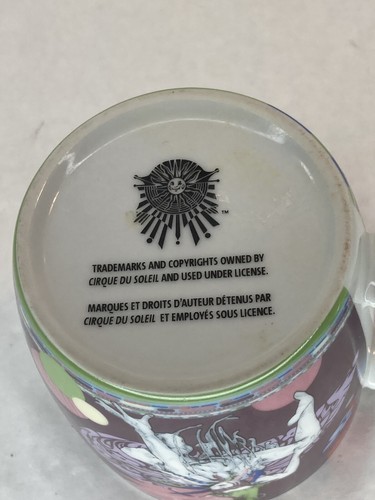 ™
TRADEMARKS AND COPYRIGHTS OWNED BY
CIRQUE DU SOLEIL AND USED UNDER LICENSE.
MARQUES ET DROITS D'AUTEUR DÉTENUS PAR
CIRQUE DU SOLEIL ET EMPLOYÉS SOUS LICENCE.